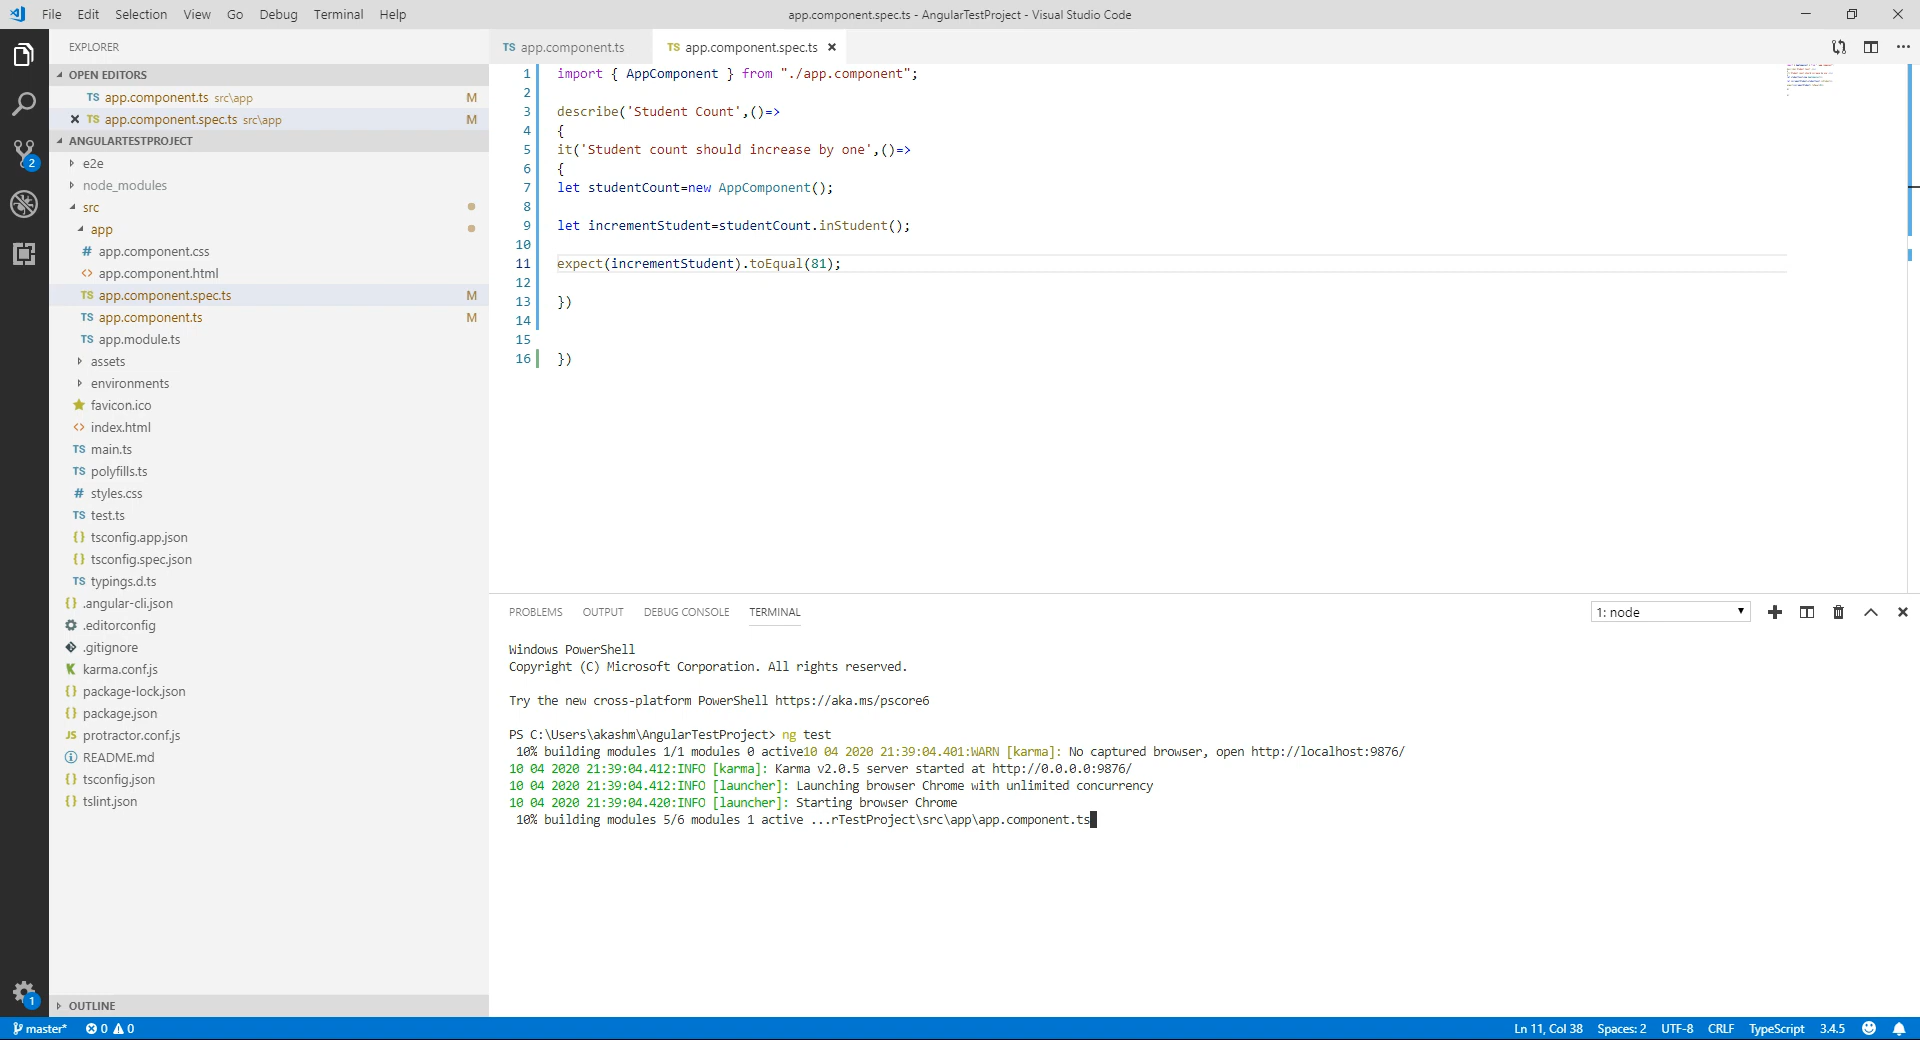 File Edit Selection View Go Debug Terminal Help
app.component.spec.ts - AngularTestProject - Visual Studio Code
EXPLORER
OPEN EDITORS
TS app.component.ts src\app M
TS app.component.spec.ts src\app M
ANGULARTESTPROJECT
e2e
node_modules
src
app
# app.component.css
<> app.component.html
TS app.component.spec.ts M
TS app.component.ts M
TS app.module.ts
assets
environments
favicon.ico
<> index.html
TS main.ts
TS polyfills.ts
# styles.css
TS test.ts
{} tsconfig.app.json
{} tsconfig.spec.json
TS typings.d.ts
{} .angular-cli.json
.editorconfig
.gitignore
K karma.conf.js
{} package-lock.json
{} package.json
JS protractor.conf.js
README.md
{} tsconfig.json
{} tslint.json
OUTLINE
2
1
TS app.component.ts
TS app.component.spec.ts
1 import { AppComponent } from "./app.component";
2
3 describe('Student Count',()=>
4 {
5 it('Student count should increase by one',()=>
6 {
7 let studentCount=new AppComponent();
8
9 let incrementStudent=studentCount.inStudent();
10
11 expect(incrementStudent).toEqual(81);
12
13 })
14
15
16 })
PROBLEMS OUTPUT DEBUG CONSOLE TERMINAL
1: node
Windows PowerShell
Copyright (C) Microsoft Corporation. All rights reserved.
Try the new cross-platform PowerShell https://aka.ms/pscore6
PS C:\Users\akashm\AngularTestProject> ng test
10% building modules 1/1 modules 0 active10 04 2020 21:39:04.401:WARN [karma]: No captured browser, open http://localhost:9876/
10 04 2020 21:39:04.412:INFO [karma]: Karma v2.0.5 server started at http://0.0.0.0:9876/
10 04 2020 21:39:04.412:INFO [launcher]: Launching browser Chrome with unlimited concurrency
10 04 2020 21:39:04.420:INFO [launcher]: Starting browser Chrome
10% building modules 5/6 modules 1 active ...rTestProject\src\app\app.component.ts
master* 0 0
Ln 11, Col 38 Spaces: 2 UTF-8 CRLF TypeScript 3.4.5